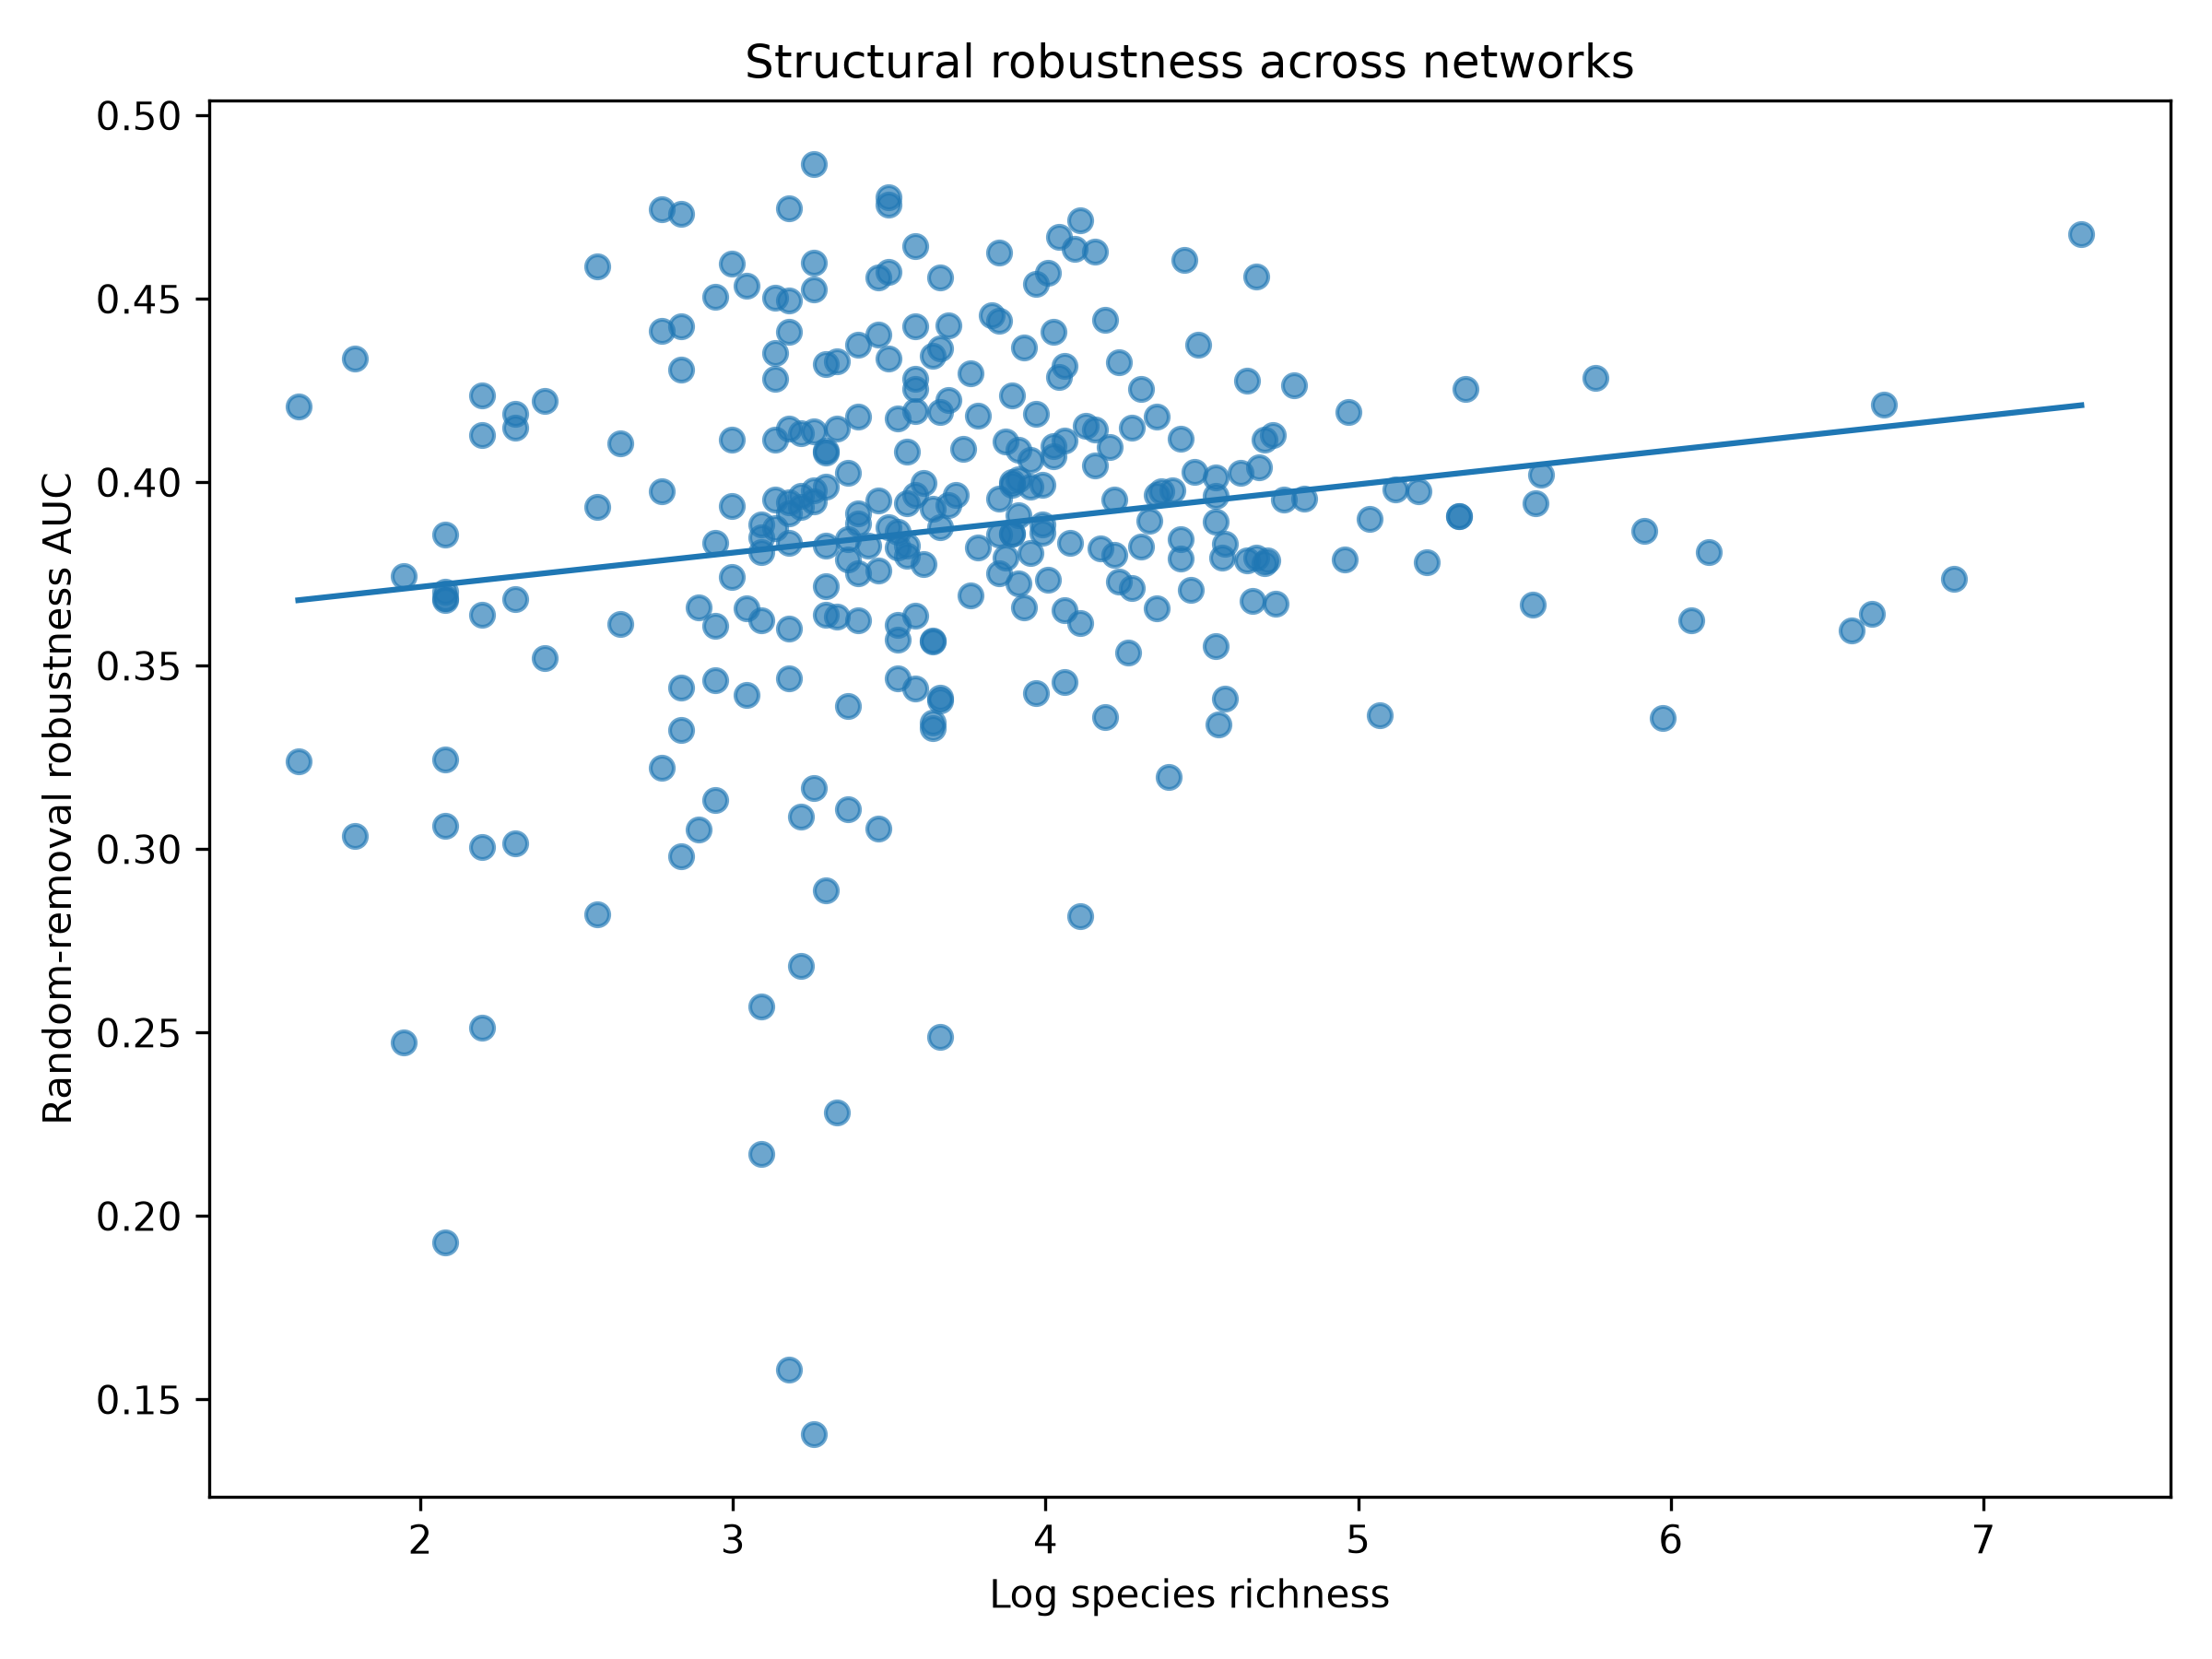 Structural robustness across networks
Random-removal robustness AUC
0.50
0.45
0.40
0.35
0.30
0.25
0.20
0.15
2 3 4 5 6 7
Log species richness